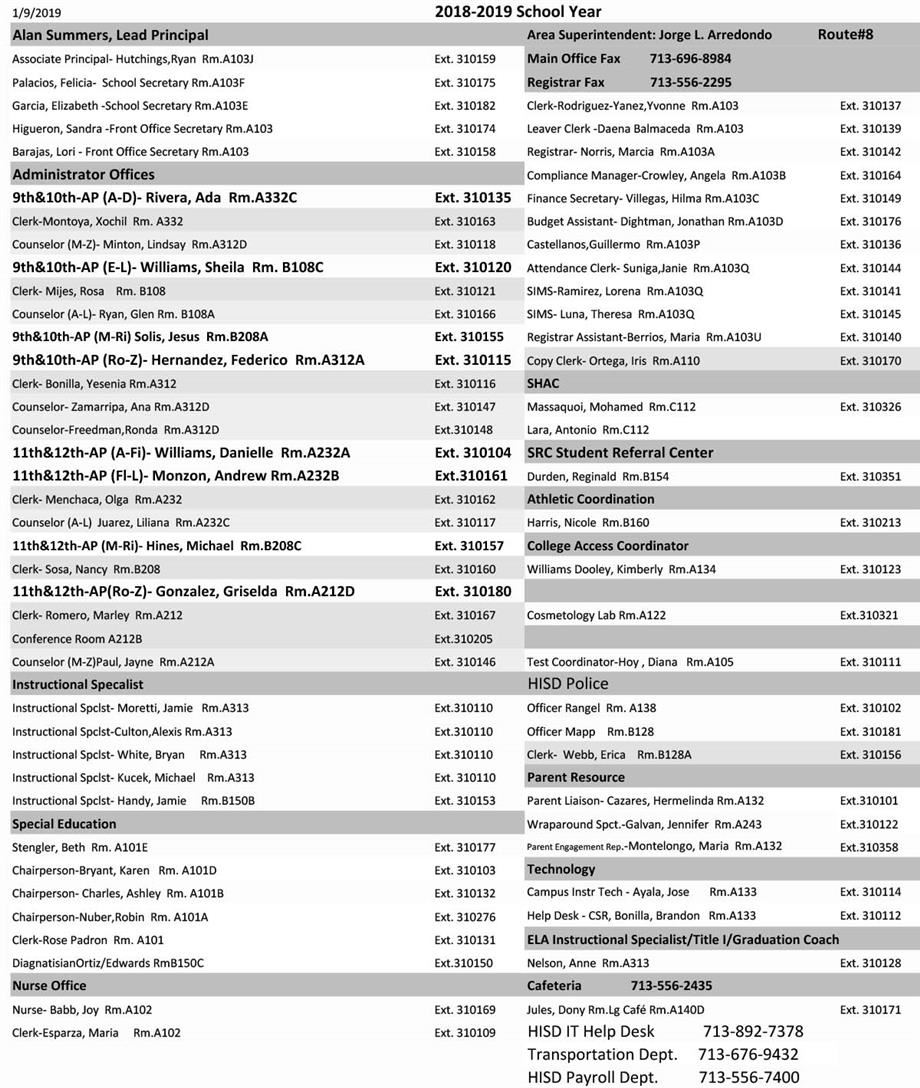 1/9/2019
2018-2019 School Year
Alan Summers, Lead Principal
Associate Principal- Hutchings,Ryan Rm.A103J Ext. 310159
Palacios, Felicia- School Secretary Rm.A103F Ext. 310175
Garcia, Elizabeth -School Secretary Rm.A103E Ext. 310182
Higueron, Sandra -Front Office Secretary Rm.A103 Ext. 310174
Barajas, Lori - Front Office Secretary Rm.A103 Ext. 310158
Administrator Offices
9th&10th-AP (A-D)- Rivera, Ada Rm.A332C Ext. 310135
Clerk-Montoya, Xochil Rm. A332 Ext. 310163
Counselor (M-Z)- Minton, Lindsay Rm.A312D Ext. 310118
9th&10th-AP (E-L)- Williams, Sheila Rm. B108C Ext. 310120
Clerk- Mijes, Rosa Rm. B108 Ext. 310121
Counselor (A-L)- Ryan, Glen Rm. B108A Ext. 310166
9th&10th-AP (M-Ri) Solis, Jesus Rm.B208A Ext. 310155
9th&10th-AP (Ro-Z)- Hernandez, Federico Rm.A312A Ext. 310115
Clerk- Bonilla, Yesenia Rm.A312 Ext. 310116
Counselor- Zamarripa, Ana Rm.A312D Ext. 310147
Counselor-Freedman,Ronda Rm.A312D Ext.310148
11th&12th-AP (A-Fi)- Williams, Danielle Rm.A232A Ext. 310104
11th&12th-AP (Fl-L)- Monzon, Andrew Rm.A232B Ext.310161
Clerk- Menchaca, Olga Rm.A232 Ext. 310162
Counselor (A-L) Juarez, Liliana Rm.A232C Ext. 310117
11th&12th-AP (M-Ri)- Hines, Michael Rm.B208C Ext. 310157
Clerk- Sosa, Nancy Rm.B208 Ext. 310160
11th&12th-AP(Ro-Z)- Gonzalez, Griselda Rm.A212D Ext. 310180
Clerk- Romero, Marley Rm.A212 Ext. 310167
Conference Room A212B Ext.310205
Counselor (M-Z)Paul, Jayne Rm.A212A Ext. 310146
Instructional Specalist
Instructional Spclst- Moretti, Jamie Rm.A313 Ext.310110
Instructional Spclst-Culton,Alexis Rm.A313 Ext.310110
Instructional Spclst- White, Bryan Rm.A313 Ext.310110
Instructional Spclst- Kucek, Michael Rm.A313 Ext. 310110
Instructional Spclst- Handy, Jamie Rm.B150B Ext. 310153
Special Education
Stengler, Beth Rm. A101E Ext. 310177
Chairperson-Bryant, Karen Rm. A101D Ext. 310103
Chairperson- Charles, Ashley Rm. A101B Ext. 310132
Chairperson-Nuber,Robin Rm. A101A Ext. 310276
Clerk-Rose Padron Rm. A101 Ext. 310131
DiagnatisianOrtiz/Edwards RmB150C Ext.310150
Nurse Office
Nurse- Babb, Joy Rm.A102 Ext. 310169
Clerk-Esparza, Maria Rm.A102 Ext. 310109
Area Superintendent: Jorge L. Arredondo Route#8
Main Office Fax 713-696-8984
Registrar Fax 713-556-2295
Clerk-Rodriguez-Yanez,Yvonne Rm.A103 Ext. 310137
Leaver Clerk -Daena Balmaceda Rm.A103 Ext. 310139
Registrar- Norris, Marcia Rm.A103A Ext. 310142
Compliance Manager-Crowley, Angela Rm.A103B Ext. 310164
Finance Secretary- Villegas, Hilma Rm.A103C Ext. 310149
Budget Assistant- Dightman, Jonathan Rm.A103D Ext. 310176
Castellanos,Guillermo Rm.A103P Ext. 310136
Attendance Clerk- Suniga,Janie Rm.A103Q Ext. 310144
SIMS-Ramirez, Lorena Rm.A103Q Ext. 310141
SIMS- Luna, Theresa Rm.A103Q Ext. 310145
Registrar Assistant-Berrios, Maria Rm.A103U Ext. 310140
Copy Clerk- Ortega, Iris Rm.A110 Ext. 310170
SHAC
Massaquoi, Mohamed Rm.C112 Ext. 310326
Lara, Antonio Rm.C112
SRC Student Referral Center
Durden, Reginald Rm.B154 Ext. 310351
Athletic Coordination
Harris, Nicole Rm.B160 Ext. 310213
College Access Coordinator
Williams Dooley, Kimberly Rm.A134 Ext. 310123
Cosmetology Lab Rm.A122 Ext.310321
Test Coordinator-Hoy , Diana Rm.A105 Ext. 310111
HISD Police
Officer Rangel Rm. A138 Ext. 310102
Officer Mapp Rm.B128 Ext. 310181
Clerk- Webb, Erica Rm.B128A Ext. 310156
Parent Resource
Parent Liaison- Cazares, Hermelinda Rm.A132 Ext.310101
Wraparound Spct.-Galvan, Jennifer Rm.A243 Ext.310122
Parent Engagement Rep.-Montelongo, Maria Rm.A132 Ext.310358
Technology
Campus Instr Tech - Ayala, Jose Rm.A133 Ext. 310114
Help Desk - CSR, Bonilla, Brandon Rm.A133 Ext. 310112
ELA Instructional Specialist/Title I/Graduation Coach
Nelson, Anne Rm.A313 Ext. 310128
Cafeteria 713-556-2435
Jules, Dony Rm.Lg Café Rm.A140D Ext. 310171
HISD IT Help Desk 713-892-7378
Transportation Dept. 713-676-9432
HISD Payroll Dept. 713-556-7400